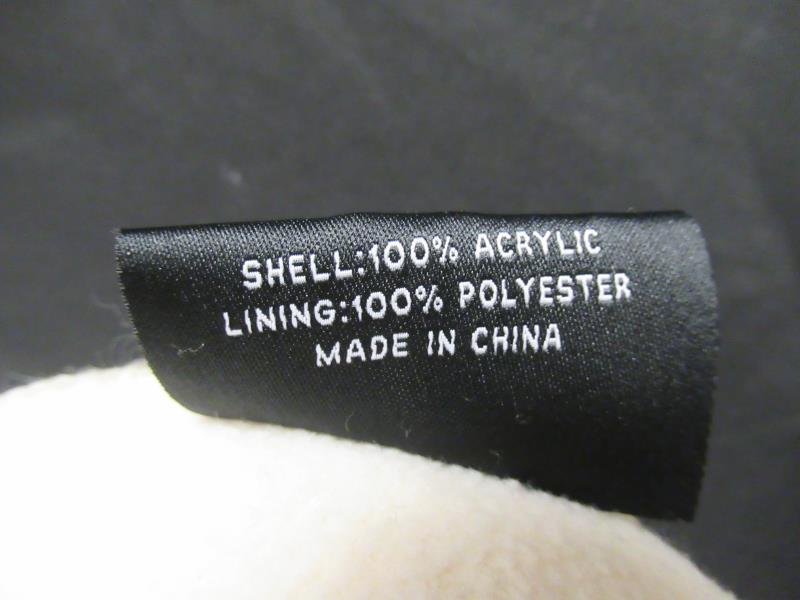 SHELL:100% ACRYLIC
LINING:100% POLYESTER
MADE IN CHINA